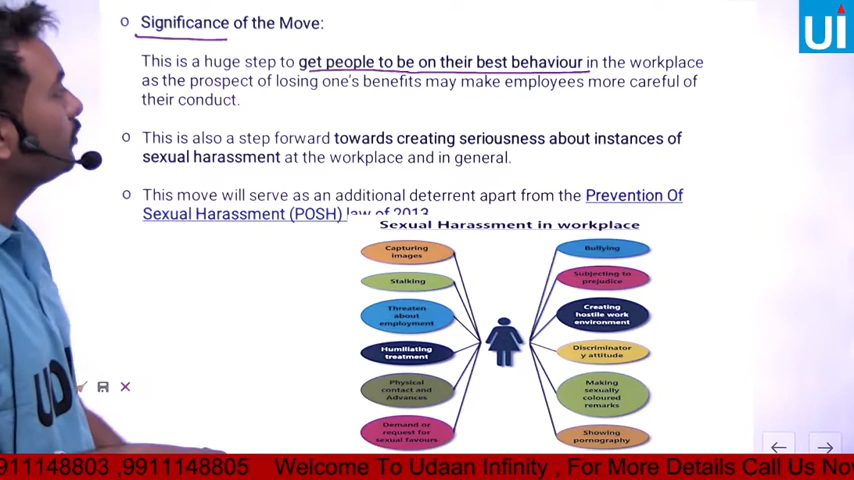 Significance of the Move:
This is a huge step to get people to be on their best behaviour in the workplace
as the prospect of losing one's benefits may make employees more careful of
their conduct.
This is also a step forward towards creating seriousness about instances of
sexual harassment at the workplace and in general.
This move will serve as an additional deterrent apart from the Prevention Of
Sexual Harassment (POSH) law of 2013
Sexual Harassment in workplace
Capturing
images
Stalking
Threaten
about
employment
Humiliating
treatment
Physical
contact and
Advances
Demand or
request for
sexual favours
Bullying
Subjecting to
prejudice
Creating
hostile work
environment
Discriminator
y attitude
Making
sexually
coloured
remarks
Showing
pornography
UI
UD
911148803 ,9911148805 Welcome To Udaan Infinity , For More Details Call Us Now